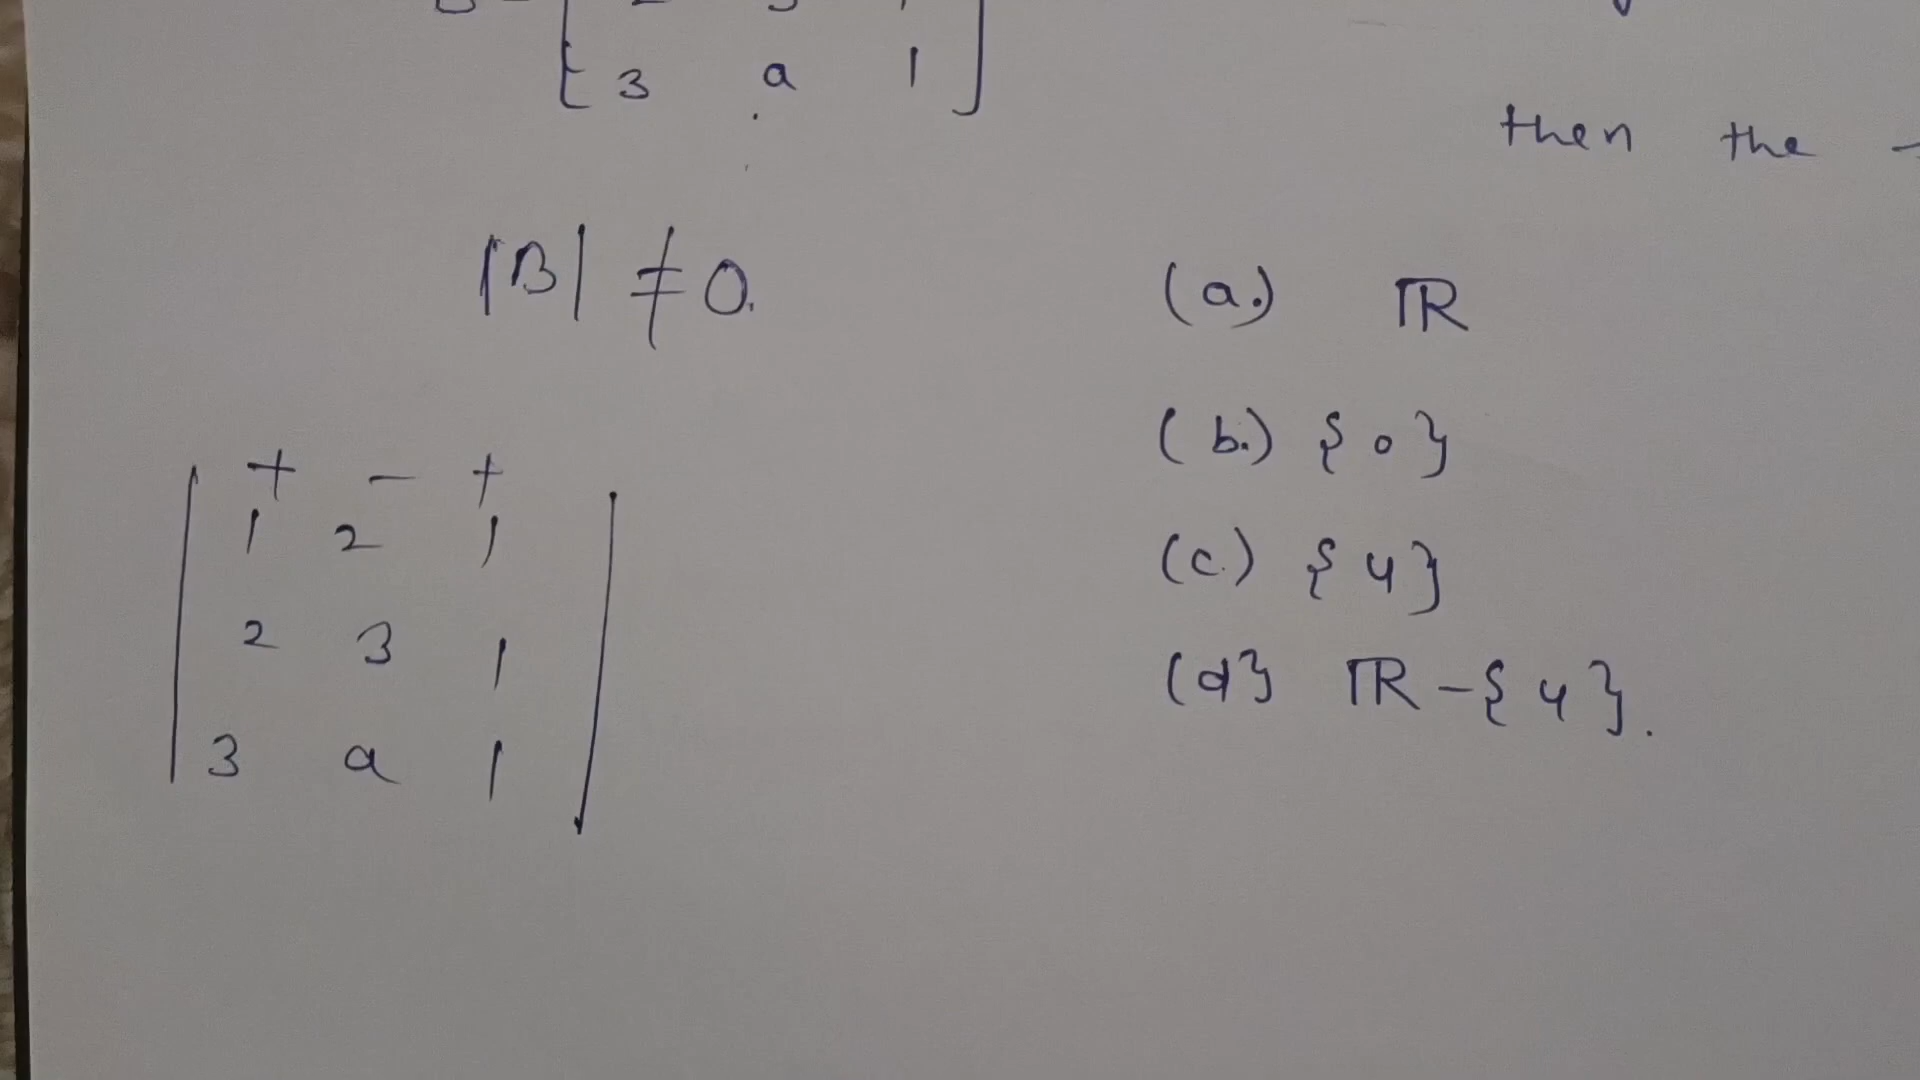 3 a 1
then the
|B| ≠ 0.
(a.) ℝ
(b.) {0}
+ - +
1 2 1
(c.) {4}
2 3 1
(d} ℝ-{4}.
3 a 1